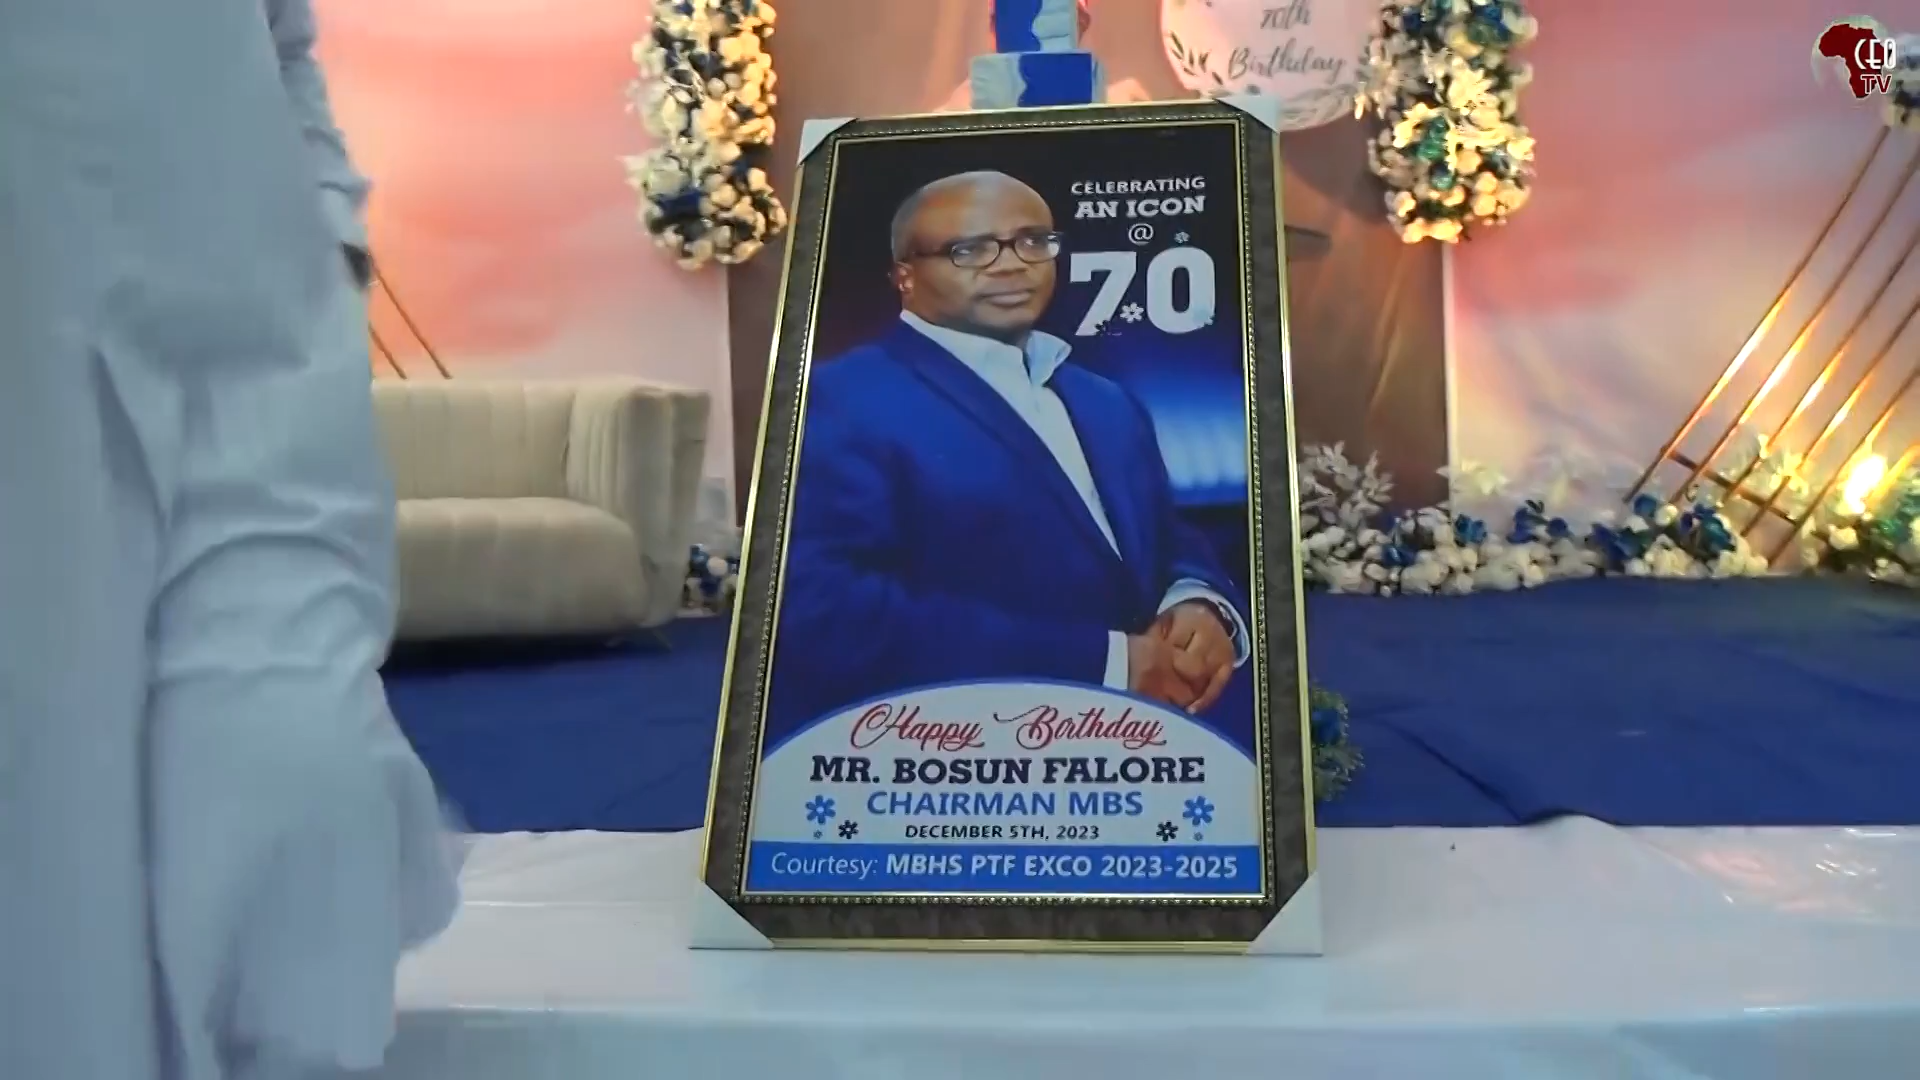 70th
Birthday
CEO
TV
CELEBRATING
AN ICON
@
70
Happy Birthday
MR. BOSUN FALORE
CHAIRMAN MBS
DECEMBER 5TH, 2023
Courtesy: MBHS PTF EXCO 2023-2025